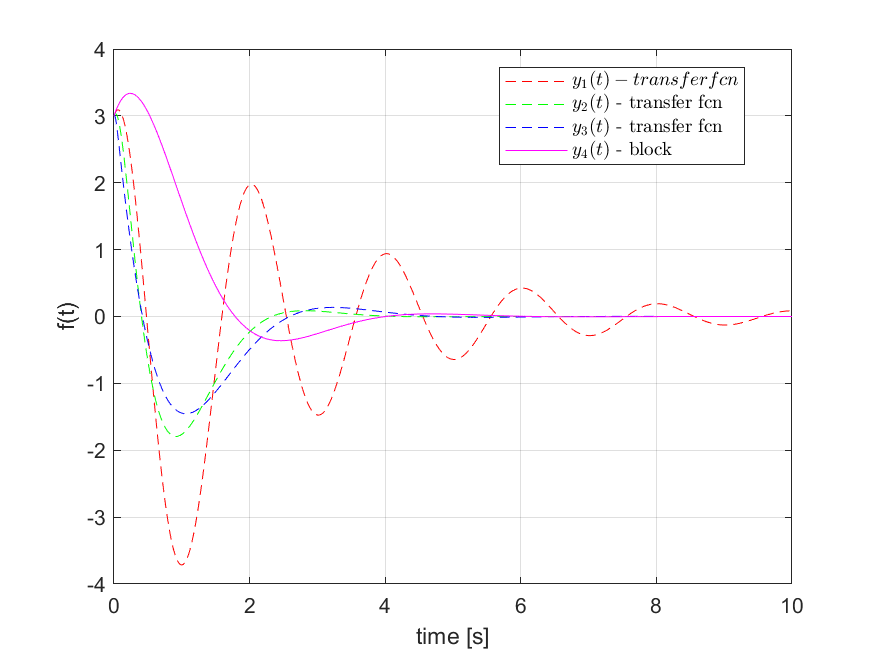 4
3
2
1
0
-1
-2
-3
-4
f(t)
0 2 4 6 8 10
time [s]
y₁(t) − transferfcn
y₂(t) - transfer fcn
y₃(t) - transfer fcn
y₄(t) - block